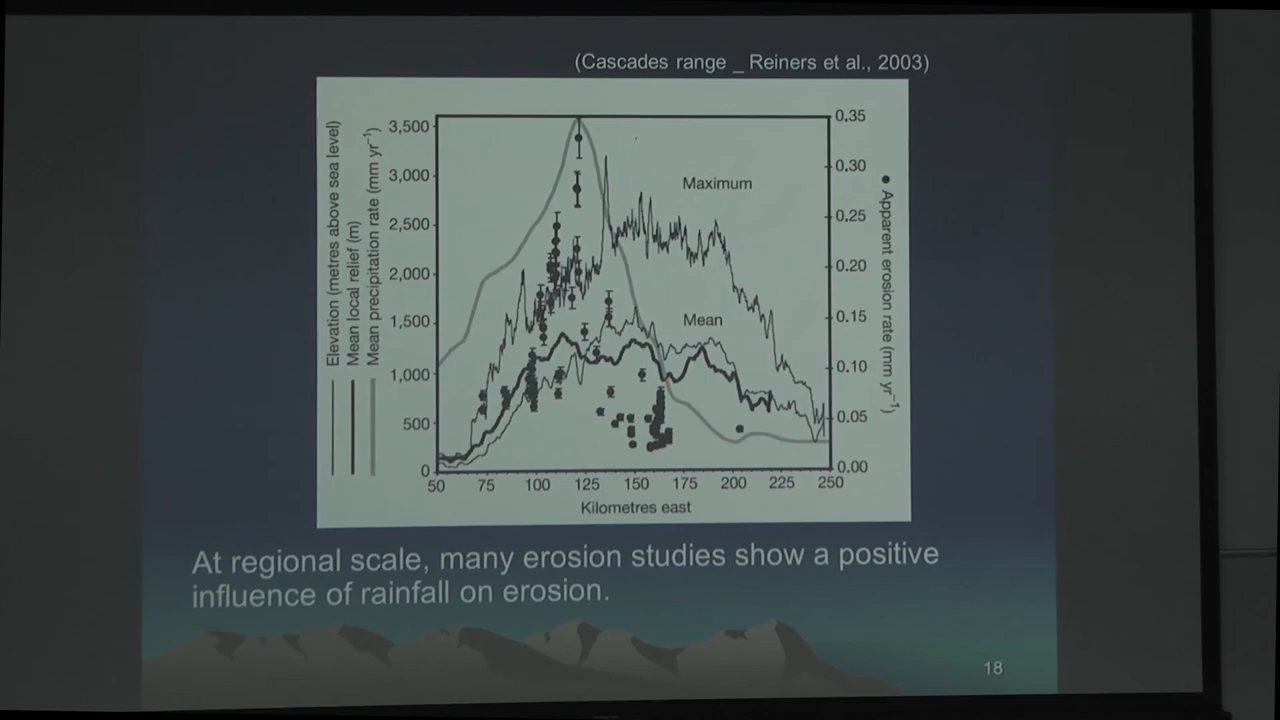 (Cascades range _ Reiners et al., 2003)
Elevation (metres above sea level)
Mean local relief (m)
Mean precipitation rate (mm yr⁻¹)
3,500
3,000
2,500
2,000
1,500
1,000
500
0
Maximum
Mean
0.35
0.30
0.25
0.20
0.15
0.10
0.05
0.00
Apparent erosion rate (mm yr⁻¹)
50 75 100 125 150 175 200 225 250
Kilometres east
At regional scale, many erosion studies show a positive
influence of rainfall on erosion.
18